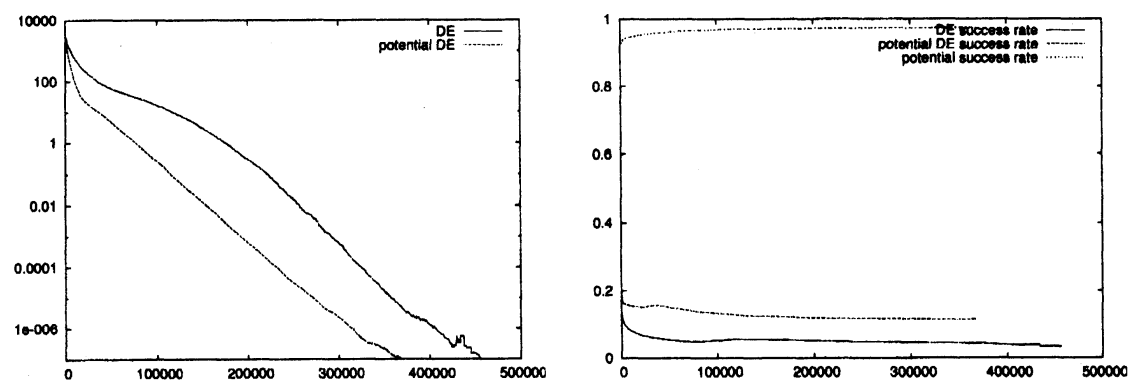 10000
100
1
0.01
0.0001
1e-006
0 100000 200000 300000 400000 500000
DE
potential DE
1
0.8
0.6
0.4
0.2
0
0 100000 200000 300000 400000 500000
DE success rate
potential DE success rate
potential success rate